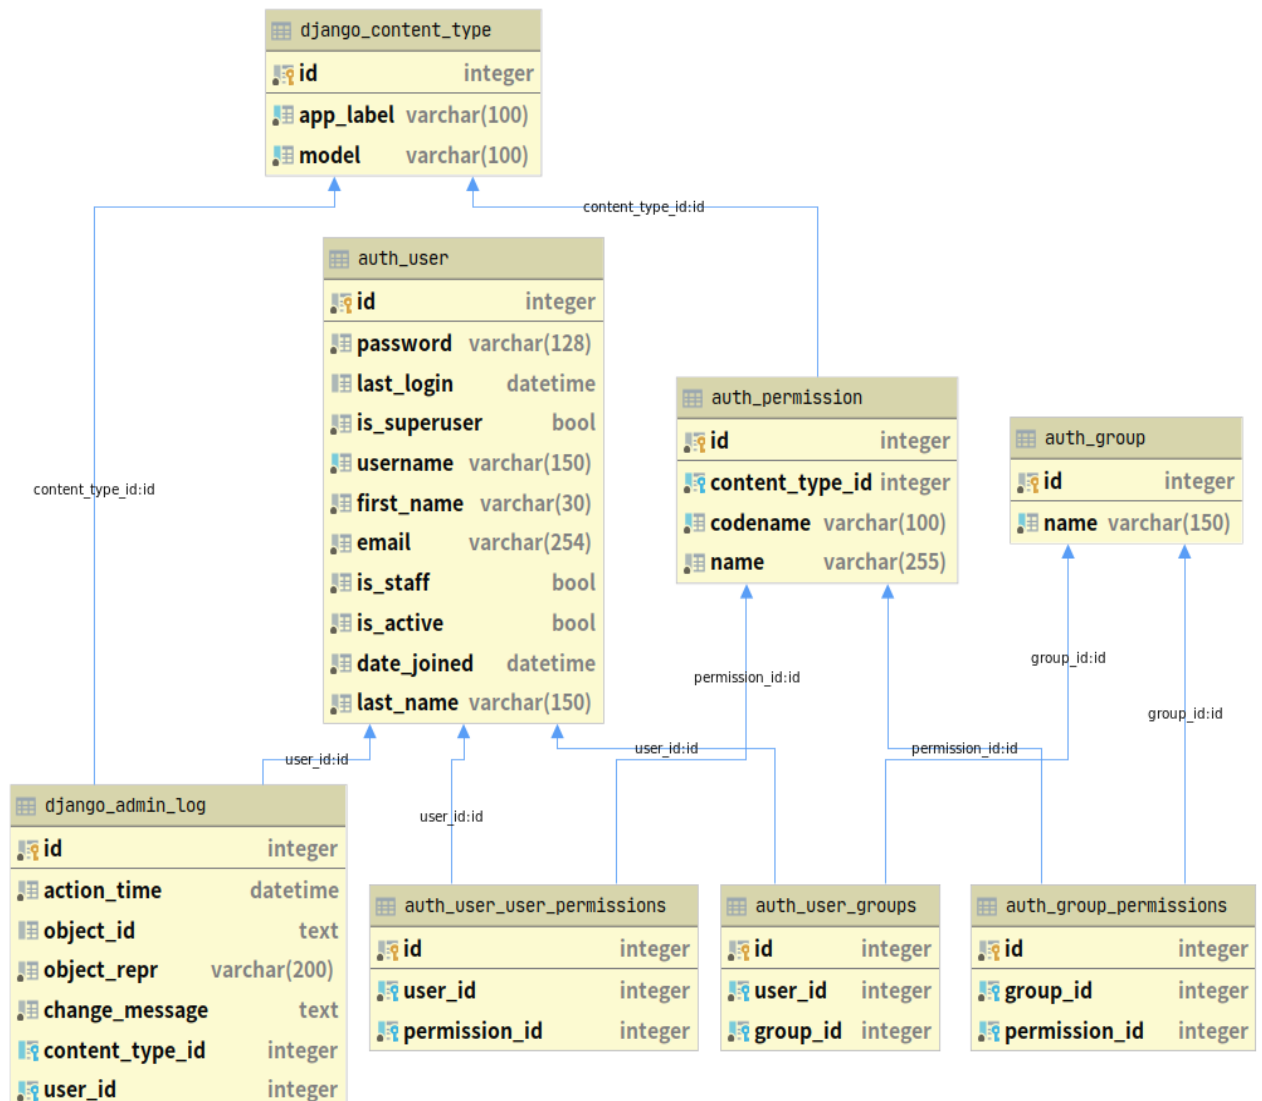 django_content_type
id integer
app_label varchar(100)
model varchar(100)
content_type_id:id
auth_user
id integer
password varchar(128)
last_login datetime
is_superuser bool
username varchar(150)
first_name varchar(30)
email varchar(254)
is_staff bool
is_active bool
date_joined datetime
last_name varchar(150)
auth_permission
id integer
content_type_id integer
codename varchar(100)
name varchar(255)
auth_group
id integer
name varchar(150)
content_type_id:id
permission_id:id
group_id:id
group_id:id
user_id:id
user_id:id
permission_id:id
user_id:id
django_admin_log
id integer
action_time datetime
object_id text
object_repr varchar(200)
change_message text
content_type_id integer
user_id integer
auth_user_user_permissions
id integer
user_id integer
permission_id integer
auth_user_groups
id integer
user_id integer
group_id integer
auth_group_permissions
id integer
group_id integer
permission_id integer